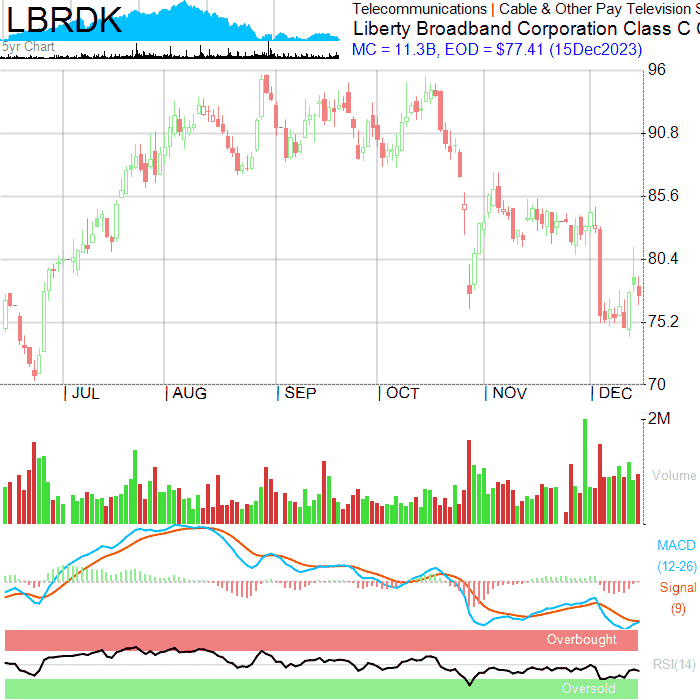 LBRDK
5yr Chart
Telecommunications | Cable & Other Pay Television S
Liberty Broadband Corporation Class C
MC = 11.3B, EOD = $77.41 (15Dec2023)
96
90.8
85.6
80.4
75.2
70
JUL AUG SEP OCT NOV DEC
2M
Volume
MACD
(12-26)
Signal
(9)
Overbought
RSI(14)
Oversold